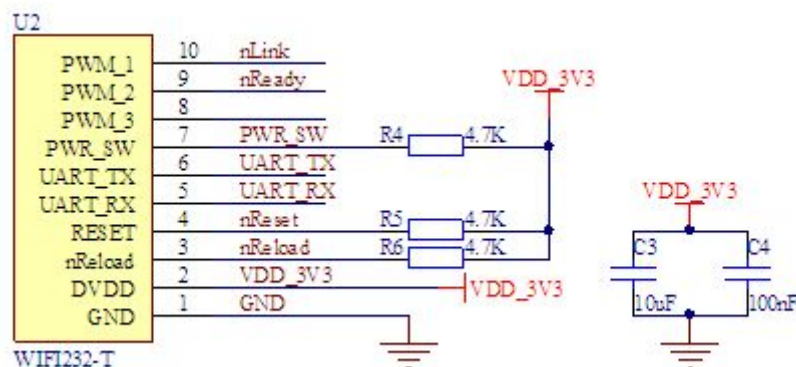 U2
PWM_1 10 nLink
PWM_2 9 nReady
VDD_3V3
PWM_3 8
PWR_SW 7 PWR_SW R4 4.7K
UART_TX 6 UART_TX
UART_RX 5 UART_RX
VDD_3V3
RESET 4 nReset R5 4.7K
nReload 3 nReload R6 4.7K
C3 C4
DVDD 2 VDD_3V3 VDD_3V3
GND 1 GND
10uF 100nF
WIFI232-T